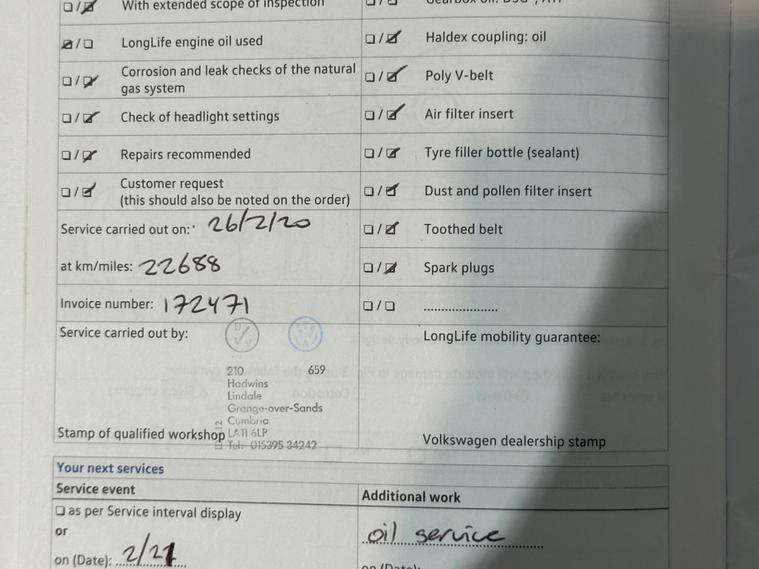 With extended scope of inspection
LongLife engine oil used
Corrosion and leak checks of the natural
gas system
Check of headlight settings
Repairs recommended
Customer request
(this should also be noted on the order)
Service carried out on: 26/2/20
at km/miles: 22688
Invoice number: 172471
Service carried out by:
210 659
Hadwins
Lindale
Grange-over-Sands
Cumbria
LA11 6LP
Tel: 015395 34242
Stamp of qualified workshop
Haldex coupling: oil
Poly V-belt
Air filter insert
Tyre filler bottle (sealant)
Dust and pollen filter insert
Toothed belt
Spark plugs
.....................
LongLife mobility guarantee:
Volkswagen dealership stamp
Your next services
Service event
as per Service interval display
or
on (Date): 2/21
Additional work
oil service